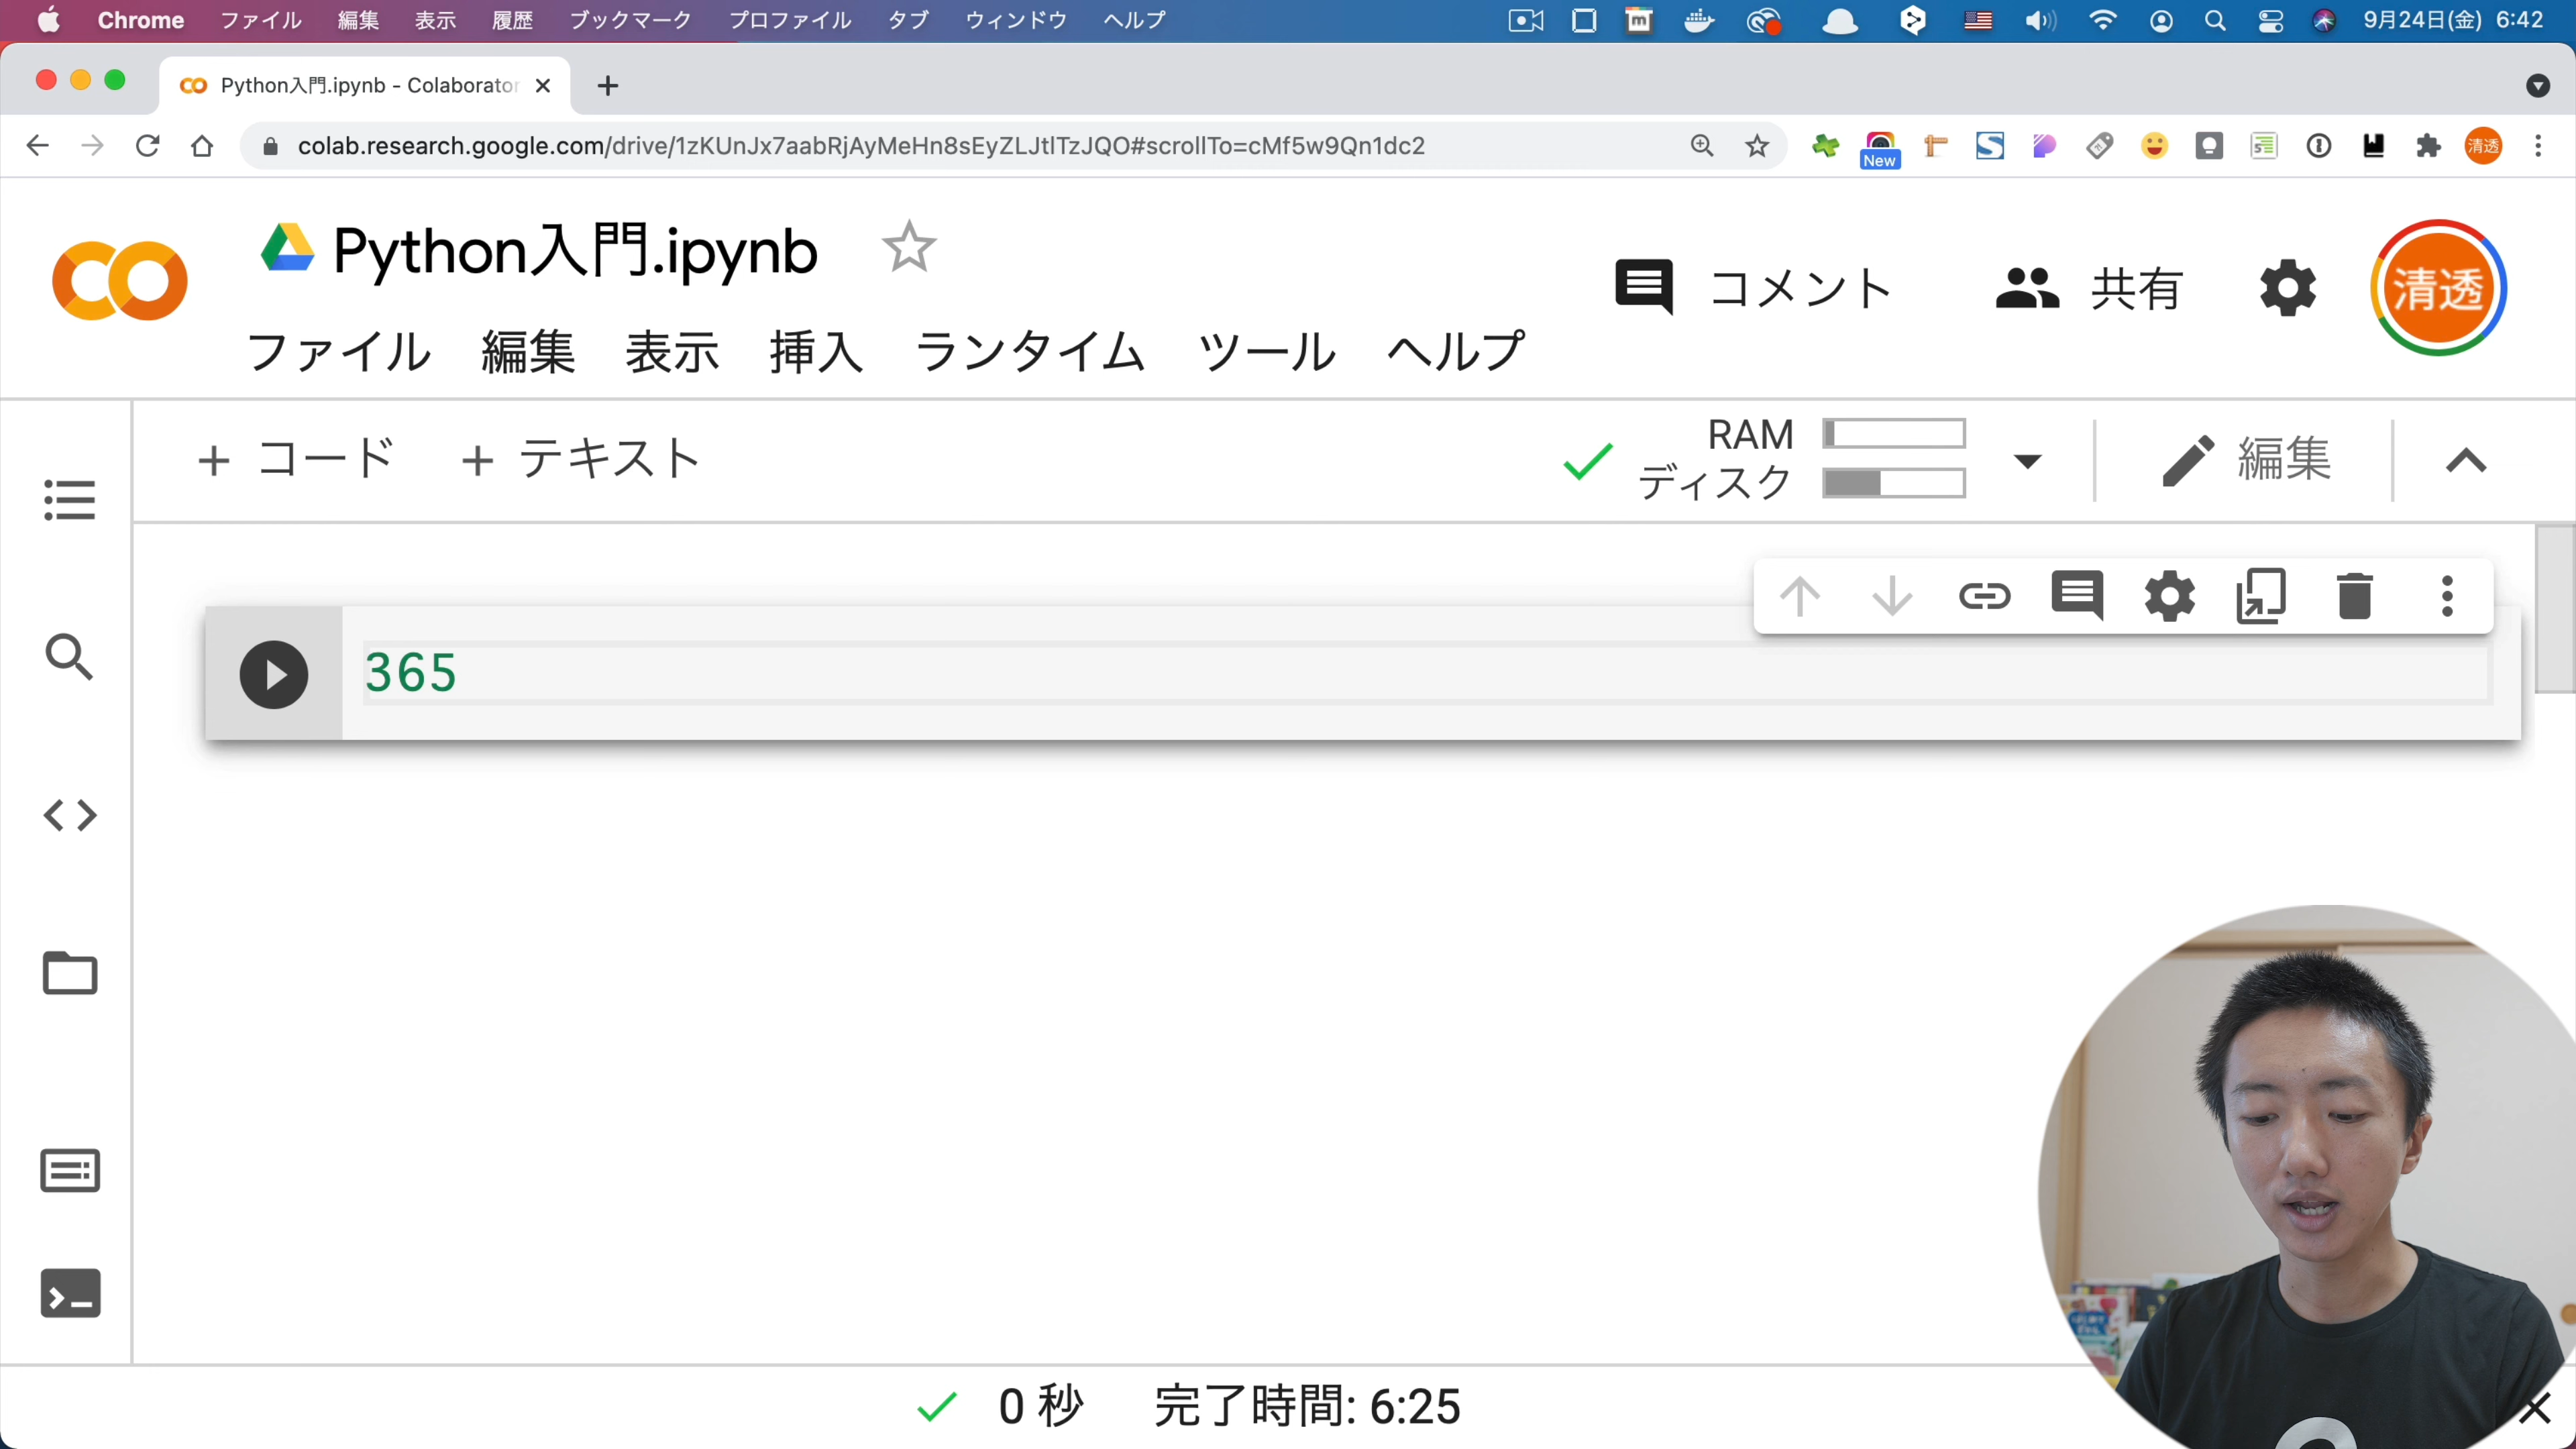 Chrome ファイル 編集 表示 履歴 ブックマーク プロファイル タブ ウィンドウ ヘルプ 9月24日(金) 6:42
Python入門.ipynb - Colaborator
colab.research.google.com/drive/1zKUnJx7aabRjAyMeHn8sEyZLJtlTzJQO#scrollTo=cMf5w9Qn1dc2
New
清透
Python入門.ipynb
コメント 共有 清透
ファイル 編集 表示 挿入 ランタイム ツール ヘルプ
+ コード + テキスト
RAM
ディスク
編集
365
0 秒 完了時間: 6:25